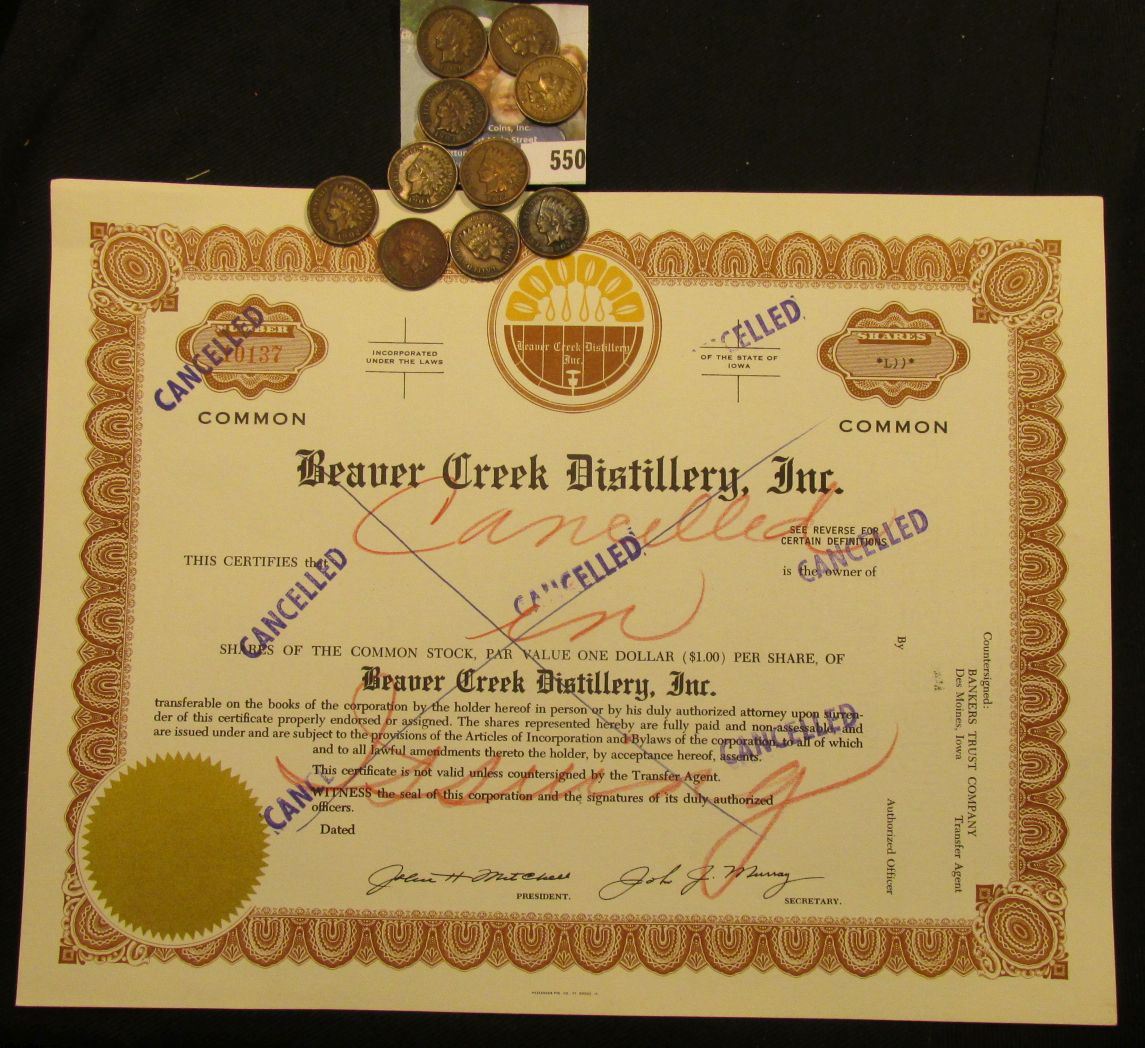 Coins, Inc.
Street
550
NUMBER
0137
COMMON
INCORPORATED
UNDER THE LAWS
Beaver Creek Distillery
Inc.
OF THE STATE OF
IOWA
SHARES
*L))*
COMMON
CANCELLED
CELLED
Beaver Creek Distillery, Inc.
Cancelled
SEE REVERSE FOR
CERTAIN DEFINITIONS
CANCELLED
THIS CERTIFIES that
is the owner of
CANCELLED
CANCELLED
in
SHARES OF THE COMMON STOCK, PAR VALUE ONE DOLLAR ($1.00) PER SHARE, OF
Beaver Creek Distillery, Inc.
transferable on the books of the corporation by the holder hereof in person or by his duly authorized attorney upon surren-
der of this certificate properly endorsed or assigned. The shares represented hereby are fully paid and non-assessable, and
are issued under and are subject to the provisions of the Articles of Incorporation and Bylaws of the corporation, to all of which
and to all lawful amendments thereto the holder, by acceptance hereof, assents.
CANCELLED
This certificate is not valid unless countersigned by the Transfer Agent.
WITNESS the seal of this corporation and the signatures of its duly authorized
officers.
CANCE
Dated
John H Mitchell
PRESIDENT.
John J. Murray
SECRETARY.
Countersigned:
BANKERS TRUST COMPANY
Des Moines, Iowa
Transfer Agent
By
Authorized Officer